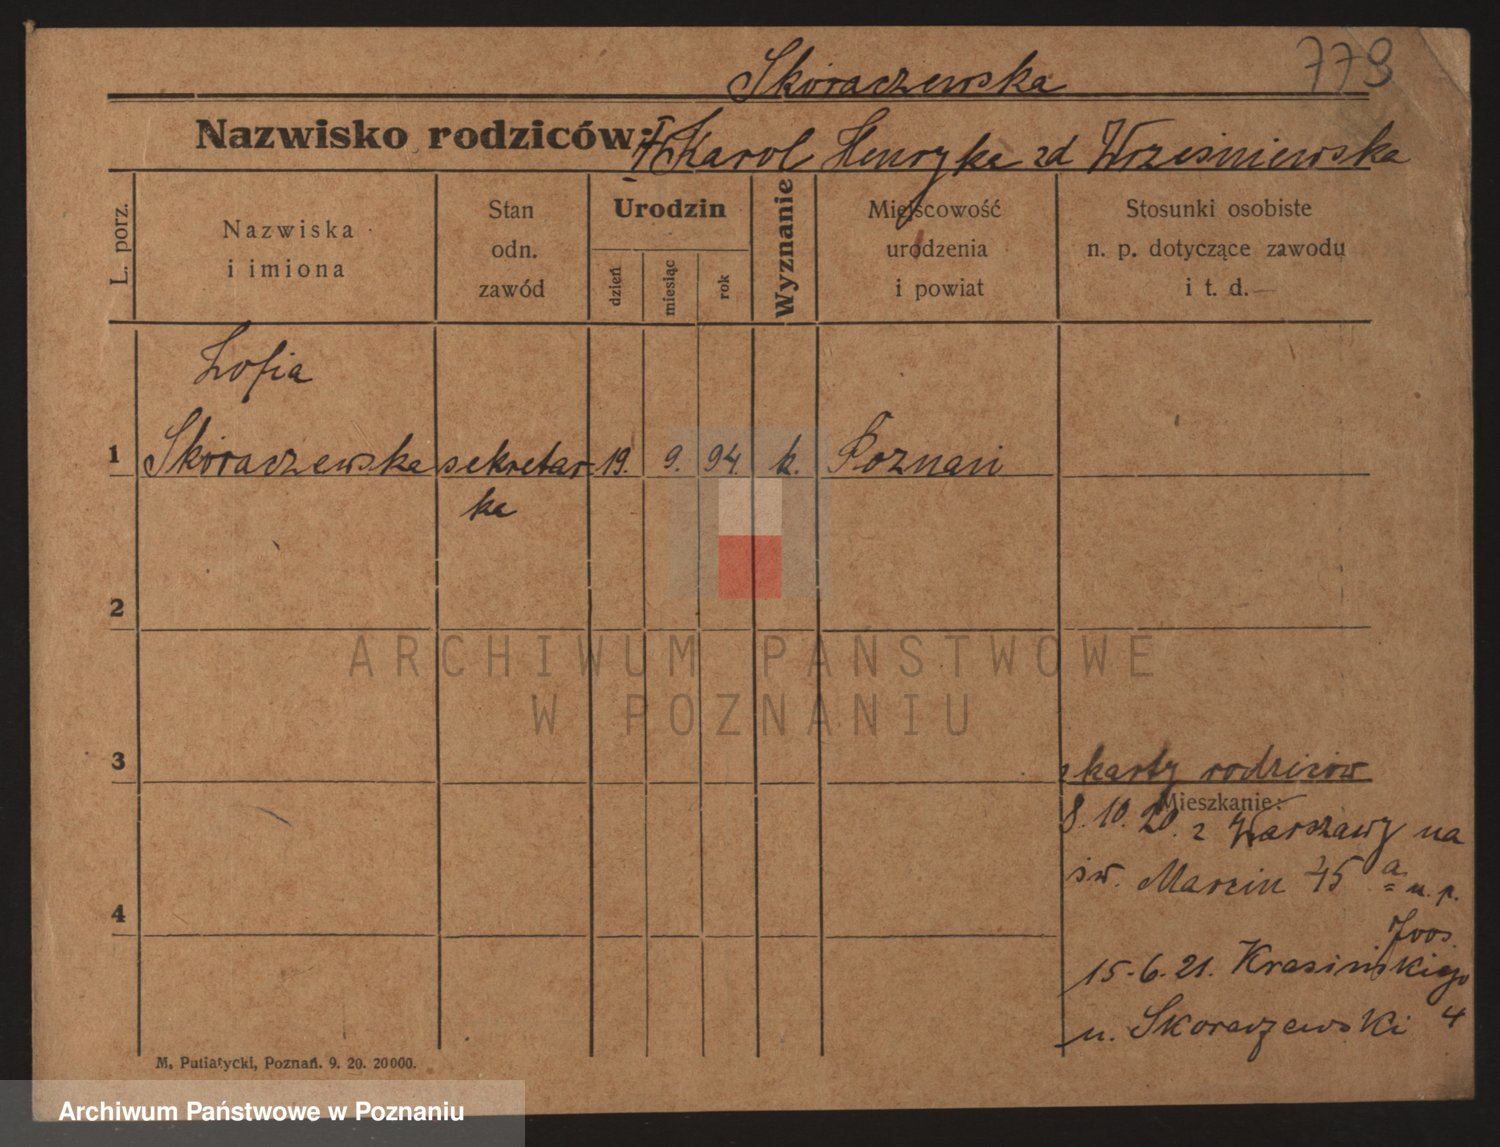 779
Skoraczewska
Nazwisko rodziców: † Karol Henryka zd Wrześniewska
L. porz.
Nazwiska
i imiona
Stan
odn.
zawód
Urodzin
dzień
miesiąc
rok
Wyznanie
Miejscowość
urodzenia
i powiat
Stosunki osobiste
n. p. dotyczące zawodu
i t. d.
Zofia
1 Skoraczewska sekretar- 19. 9. 94. k. Poznań
ka
2
ARCHIWUM PAŃSTWOWE
W POZNANIU
3
z karty rodziców
Mieszkanie:
8. 10. 20. z Warszawy na
św. Marcin 45 a u. p.
4
15-6-21. Krasińskiego
u. Skoraczewski 4
M. Putiatycki, Poznań. 9. 20. 20000.
Archiwum Państwowe w Poznaniu